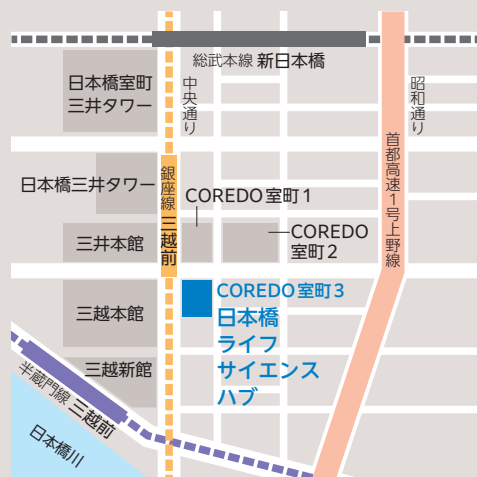 総武本線 新日本橋
日本橋室町
三井タワー
中央通り
昭和通り
首都高速1号上野線
日本橋三井タワー
銀座線 三越前
COREDO室町1
三井本館
COREDO
室町2
COREDO室町3
日本橋
ライフ
サイエンス
ハブ
三越本館
三越新館
半蔵門線 三越前
日本橋川